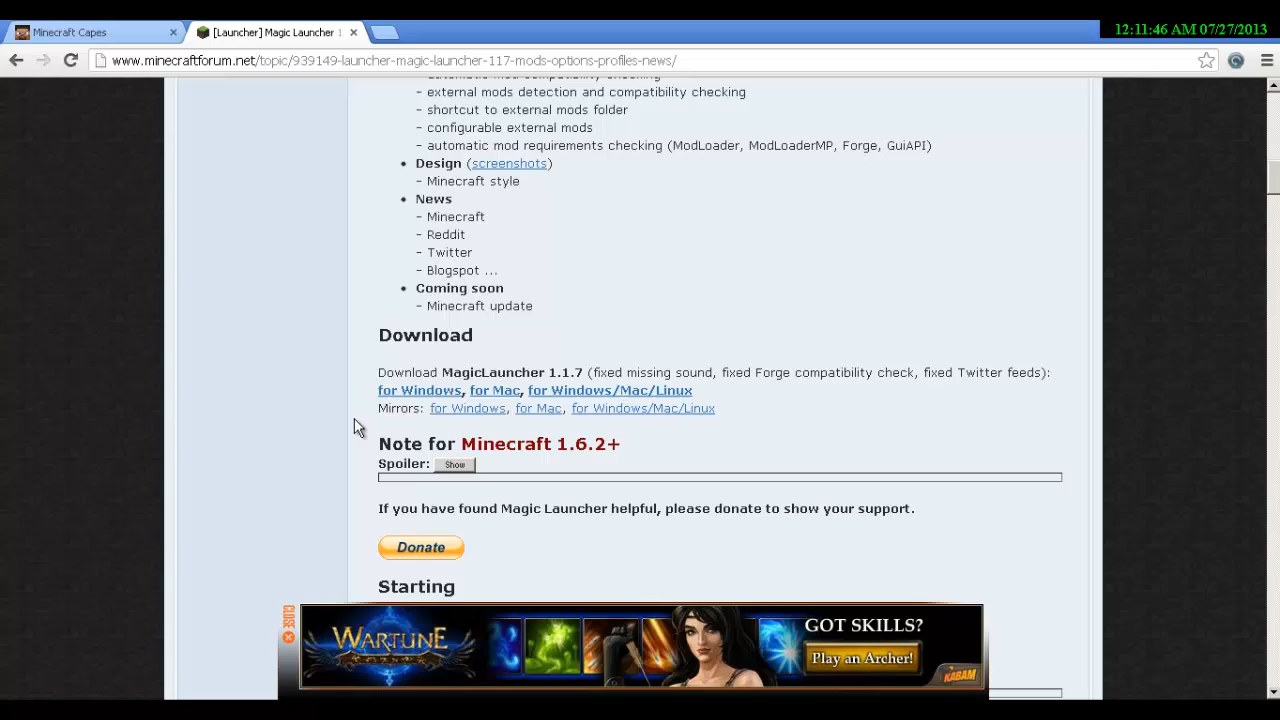 Minecraft Capes
[Launcher] Magic Launcher 1
12:11:46 AM 07/27/2013
www.minecraftforum.net/topic/939149-launcher-magic-launcher-117-mods-options-profiles-news/
- automatic mod compatibility checking
- external mods detection and compatibility checking
- shortcut to external mods folder
- configurable external mods
- automatic mod requirements checking (ModLoader, ModLoaderMP, Forge, GuiAPI)
• Design (screenshots)
- Minecraft style
• News
- Minecraft
- Reddit
- Twitter
- Blogspot ...
• Coming soon
- Minecraft update
Download
Download MagicLauncher 1.1.7 (fixed missing sound, fixed Forge compatibility check, fixed Twitter feeds):
for Windows, for Mac, for Windows/Mac/Linux
Mirrors: for Windows, for Mac, for Windows/Mac/Linux
Note for Minecraft 1.6.2+
Spoiler: Show
If you have found Magic Launcher helpful, please donate to show your support.
Donate
Starting
CLOSE
WARTUNE
GOT SKILLS?
Play an Archer!
KABAM